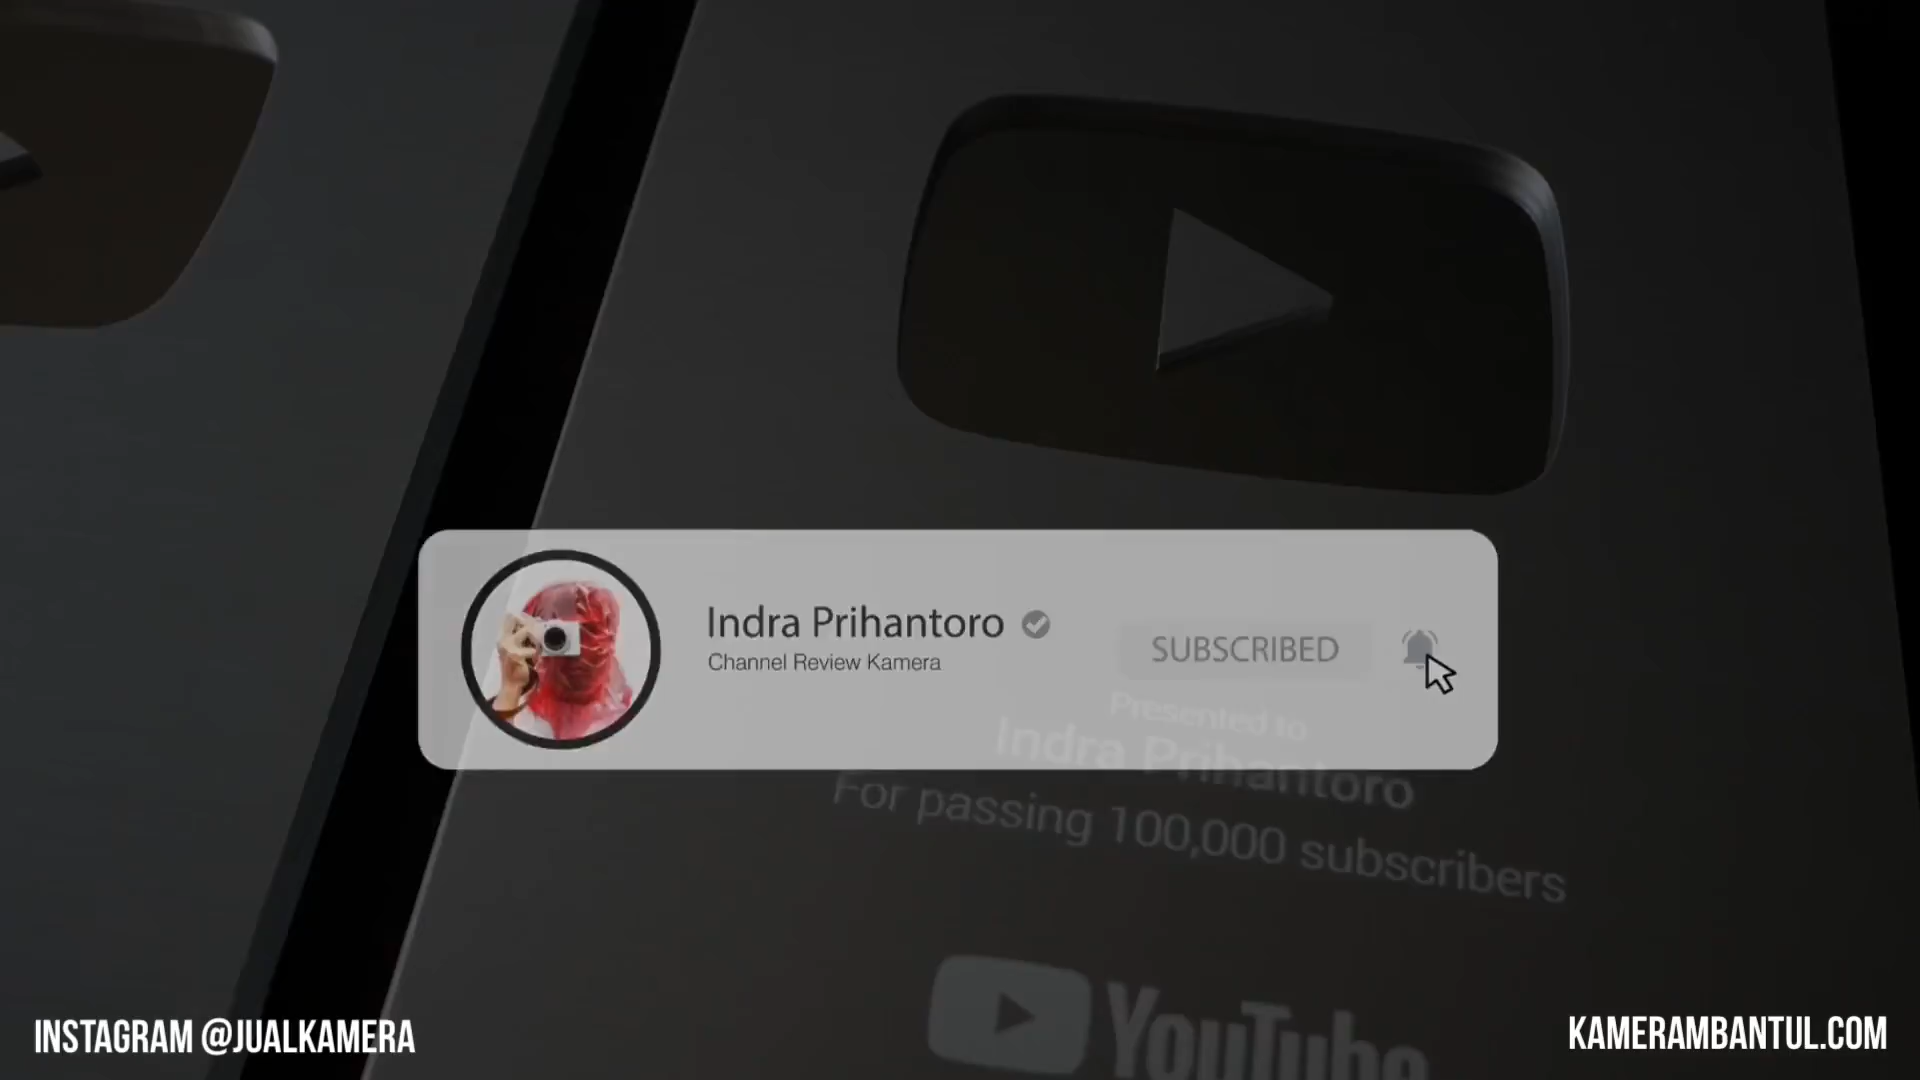 Indra Prihantoro
Channel Review Kamera
SUBSCRIBED
Presented to
Indra Prihantoro
For passing 100,000 subscribers
YouTube
INSTAGRAM @JUALKAMERA
KAMERAMBANTUL.COM